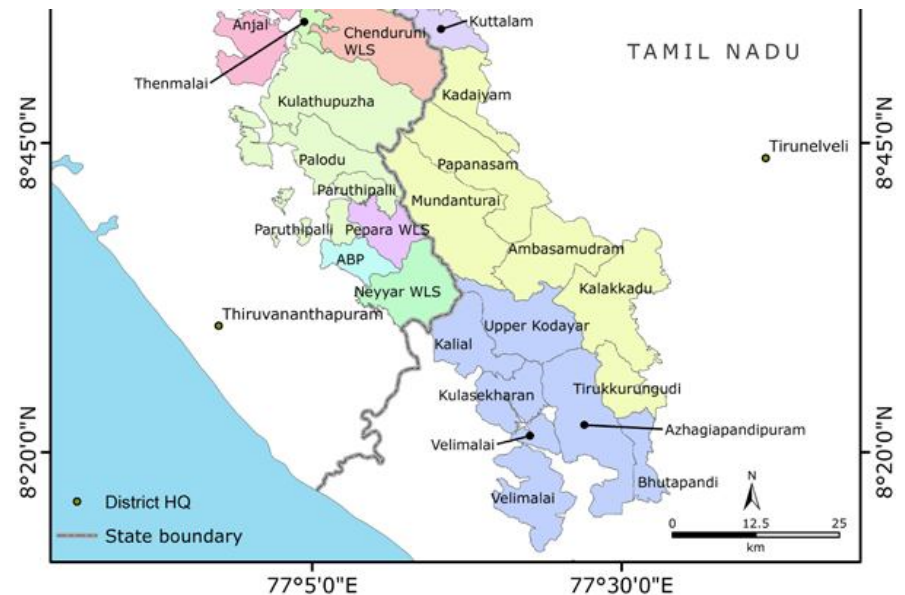 Anjal
Kuttalam
Chenduruni
WLS
TAMIL NADU
Thenmalai
Kadaiyam
Kulathupuzha
8°45'0"N
8°45'0"N
Tirunelveli
Palodu
Papanasam
Paruthipalli
Mundanturai
Paruthipalli
Pepara WLS
Ambasamudram
ABP
Neyyar WLS
Kalakkadu
Thiruvananthapuram
Upper Kodayar
Kalial
Kulasekharan
Tirukkurungudi
Velimalai
Azhagiapandipuram
8°20'0"N
8°20'0"N
Velimalai
Bhutapandi
N
District HQ
0 12.5 25
km
State boundary
77°5'0"E
77°30'0"E